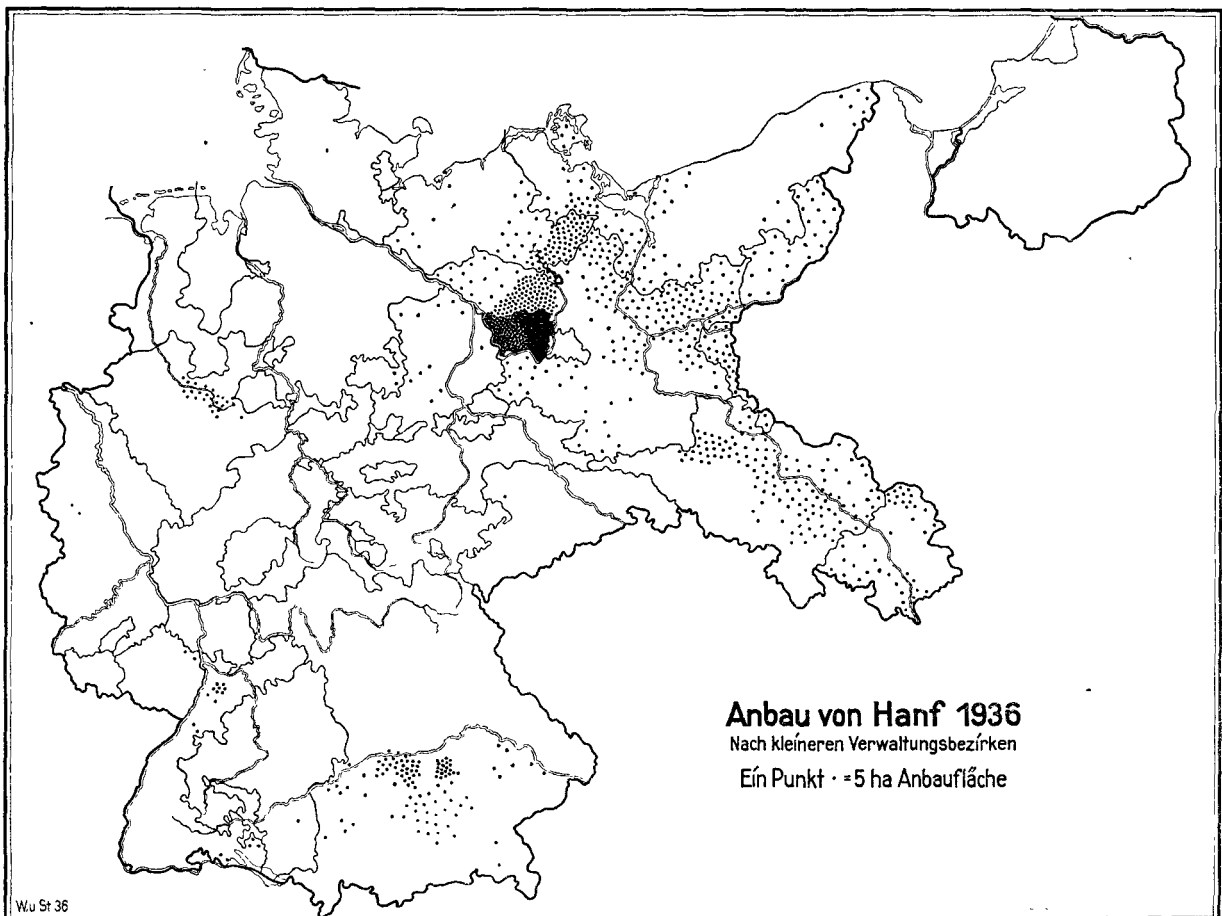 Anbau von Hanf 1936
Nach kleineren Verwaltungsbezirken
Ein Punkt · = 5 ha Anbaufläche
W.u St 36